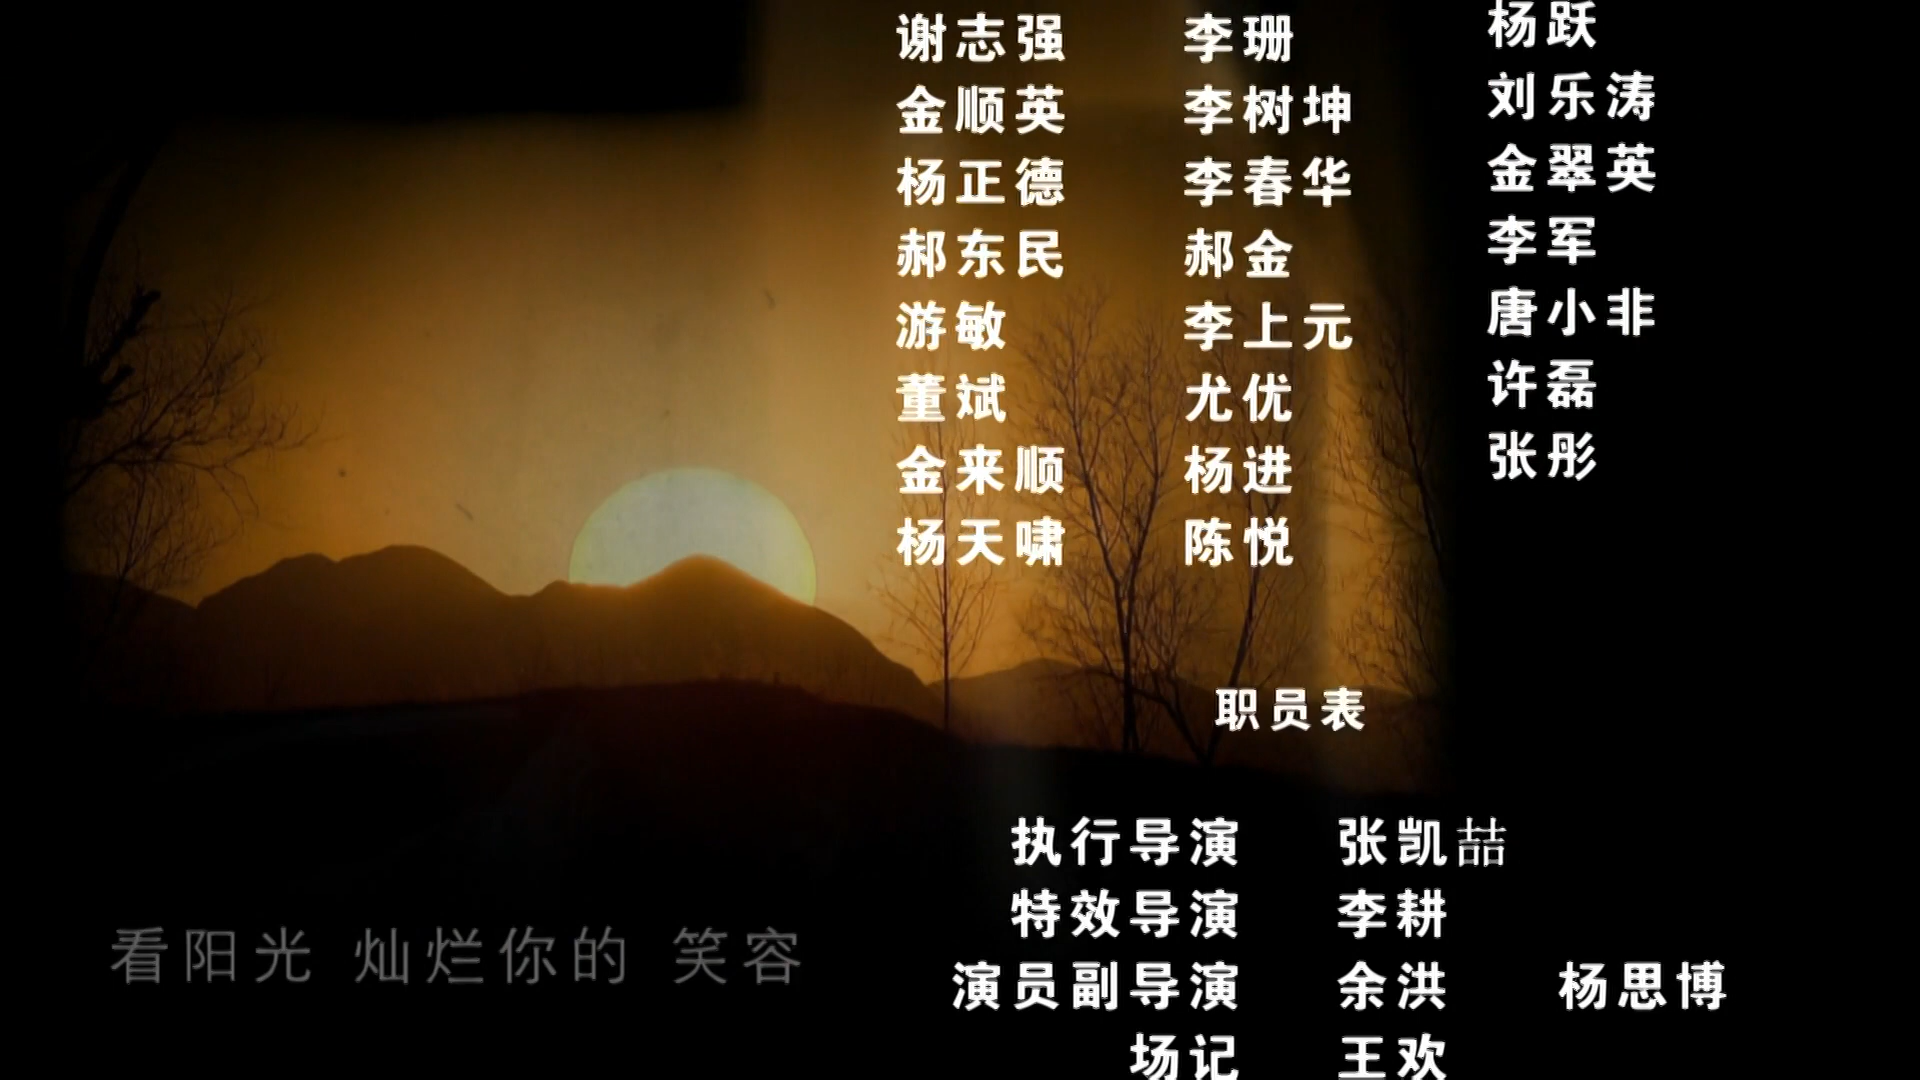 谢志强 李珊 杨跃
金顺英 李树坤 刘乐涛
杨正德 李春华 金翠英
郝东民 郝金 李军
游敏 李上元 唐小非
董斌 尤优 许磊
金来顺 杨进 张彤
杨天啸 陈悦
职员表
执行导演 张凯喆
特效导演 李耕
演员副导演 余洪 杨思博
场记 王欢
看阳光 灿烂你的 笑容